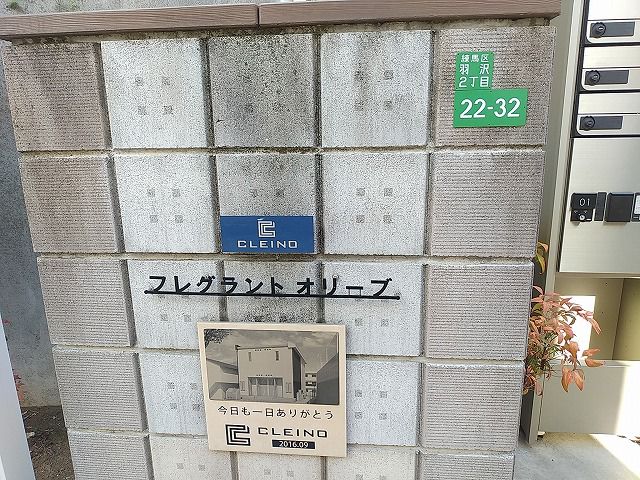 練馬区
羽沢
2丁目
22-32
CLEINO
フレグラント オリーブ
今日も一日ありがとう
CLEINO
2016.09
01